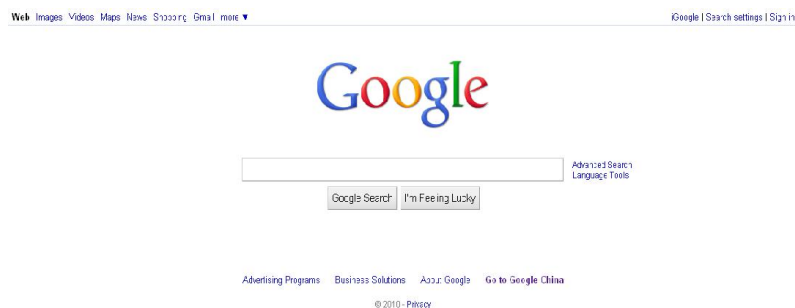 Web Images Videos Maps News Shopping Gmail more ▼
iGoogle | Search settings | Sign in
Google
Advanced Search
Language Tools
Google Search I'm Feeling Lucky
Advertising Programs Business Solutions About Google Go to Google China
© 2010 - Privacy